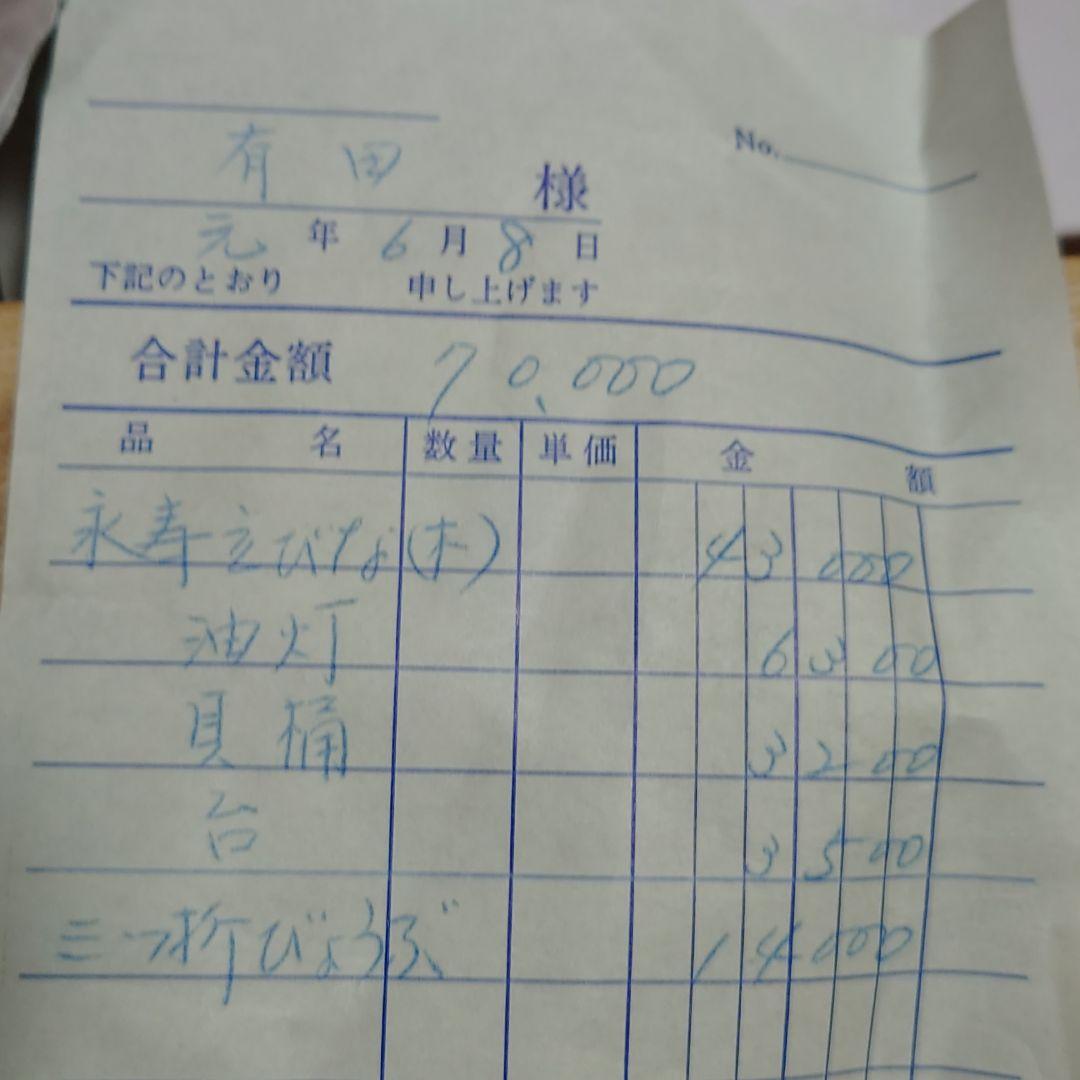 No.
有田 様
元年 6月 8日
下記のとおり 申し上げます
合計金額 70,000
品名 数量 単価 金額
永寿立びな(木) 43 000
油灯 6 300
貝桶 3 200
台 3 500
三つ折びょうぶ 14 000